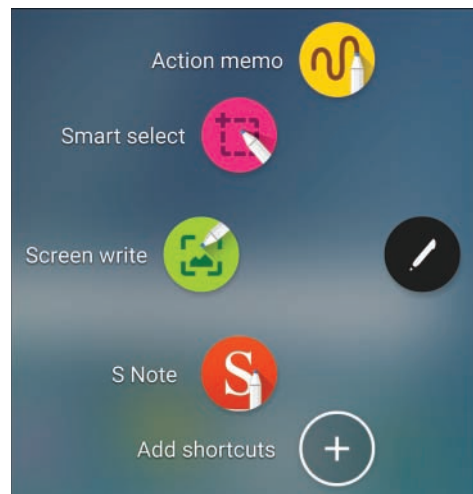 Action memo
Smart select
Screen write
S Note
S
Add shortcuts